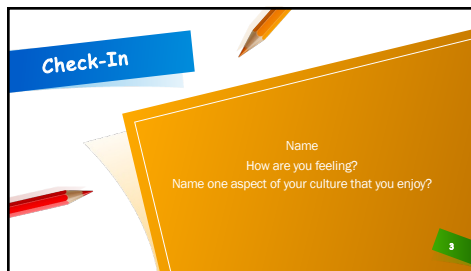 Check-In
Name
How are you feeling?
Name one aspect of your culture that you enjoy?
3